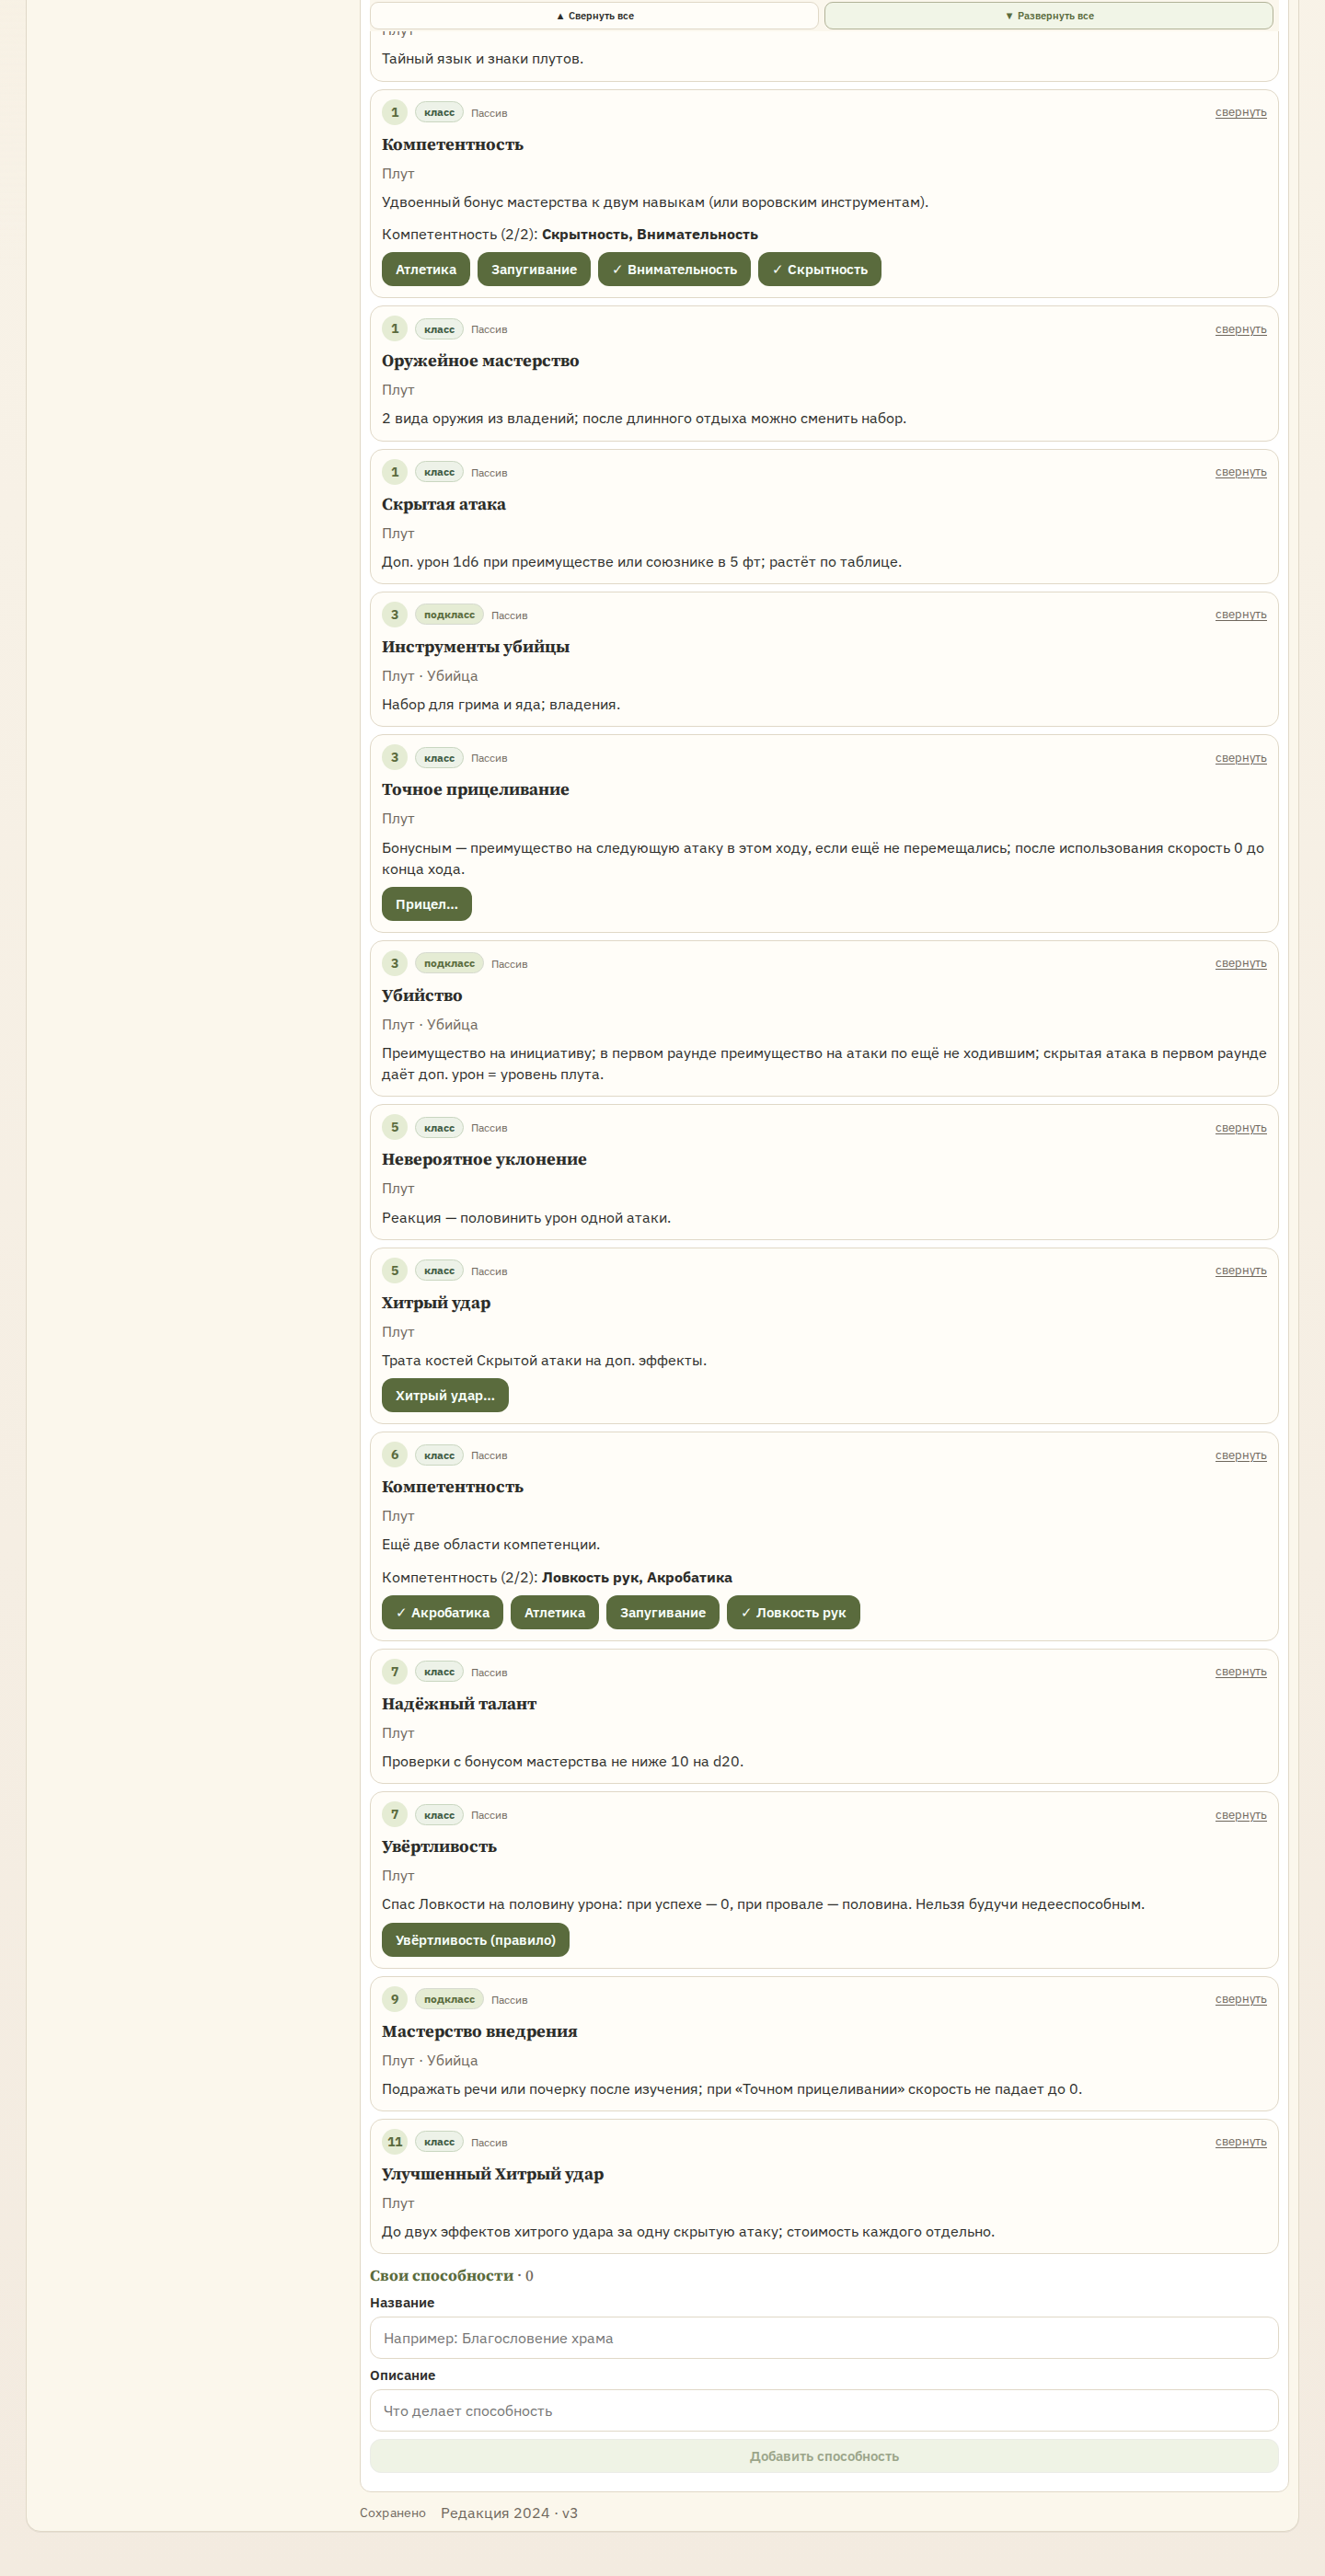 ▲ Свернуть все
▼ Развернуть все
Тайный язык и знаки плутов.
1 класс Пассив свернуть
Компетентность
Плут
Удвоенный бонус мастерства к двум навыкам (или воровским инструментам).
Компетентность (2/2): Скрытность, Внимательность
Атлетика Запугивание ✓ Внимательность ✓ Скрытность
1 класс Пассив свернуть
Оружейное мастерство
Плут
2 вида оружия из владений; после длинного отдыха можно сменить набор.
1 класс Пассив свернуть
Скрытая атака
Плут
Доп. урон 1d6 при преимуществе или союзнике в 5 фт; растёт по таблице.
3 подкласс Пассив свернуть
Инструменты убийцы
Плут · Убийца
Набор для грима и яда; владения.
3 класс Пассив свернуть
Точное прицеливание
Плут
Бонусным — преимущество на следующую атаку в этом ходу, если ещё не перемещались; после использования скорость 0 до
конца хода.
Прицел...
3 подкласс Пассив свернуть
Убийство
Плут · Убийца
Преимущество на инициативу; в первом раунде преимущество на атаки по ещё не ходившим; скрытая атака в первом раунде
даёт доп. урон = уровень плута.
5 класс Пассив свернуть
Невероятное уклонение
Плут
Реакция — половинить урон одной атаки.
5 класс Пассив свернуть
Хитрый удар
Плут
Трата костей Скрытой атаки на доп. эффекты.
Хитрый удар...
6 класс Пассив свернуть
Компетентность
Плут
Ещё две области компетенции.
Компетентность (2/2): Ловкость рук, Акробатика
✓ Акробатика Атлетика Запугивание ✓ Ловкость рук
7 класс Пассив свернуть
Надёжный талант
Плут
Проверки с бонусом мастерства не ниже 10 на d20.
7 класс Пассив свернуть
Увёртливость
Плут
Спас Ловкости на половину урона: при успехе — 0, при провале — половина. Нельзя будучи недееспособным.
Увёртливость (правило)
9 подкласс Пассив свернуть
Мастерство внедрения
Плут · Убийца
Подражать речи или почерку после изучения; при «Точном прицеливании» скорость не падает до 0.
11 класс Пассив свернуть
Улучшенный Хитрый удар
Плут
До двух эффектов хитрого удара за одну скрытую атаку; стоимость каждого отдельно.
Свои способности · 0
Название
Например: Благословение храма
Описание
Что делает способность
Добавить способность
Сохранено Редакция 2024 · v3